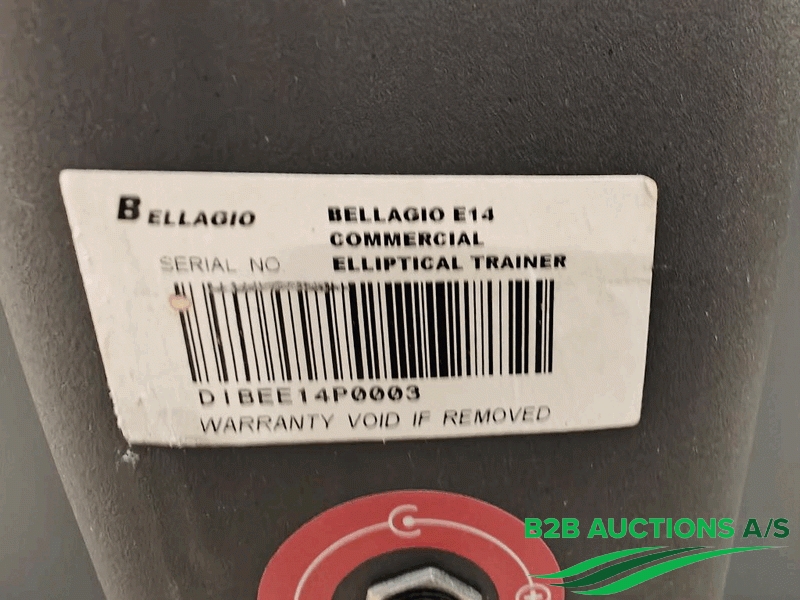 BELLAGIO BELLAGIO E14
COMMERCIAL
SERIAL NO. ELLIPTICAL TRAINER
DIBEE14P0003
WARRANTY VOID IF REMOVED
B2B AUCTIONS A/S